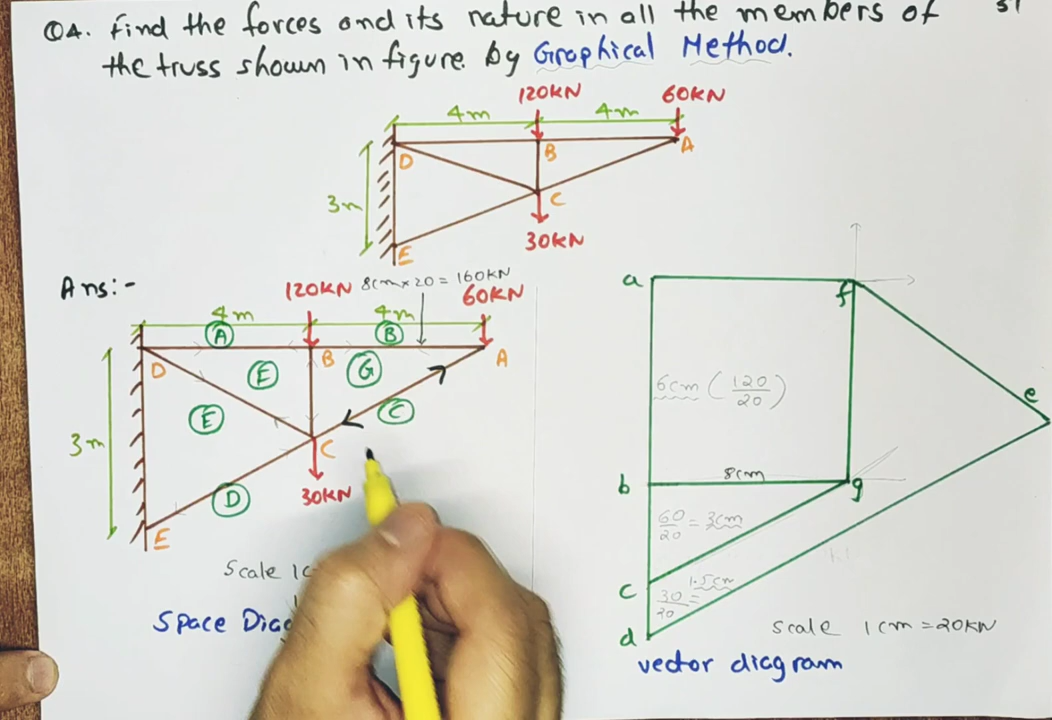 Q4. Find the forces and its nature in all the members of
the truss shown in figure by Graphical Method.
120KN 60KN
4m 4m
D B A
3m
C
E
30KN
Ans:-
120KN 8cm×20 = 160KN
60KN
4m 4m
A B
D B A
E G
E C
3m
C
D 30KN
E
Scale 1c
Space Diag
a f
6cm (120/20)
e
b 8cm g
60/20 = 3cm
c
30/20 = 1.5cm
d
Scale 1cm = 20KN
vector diagram